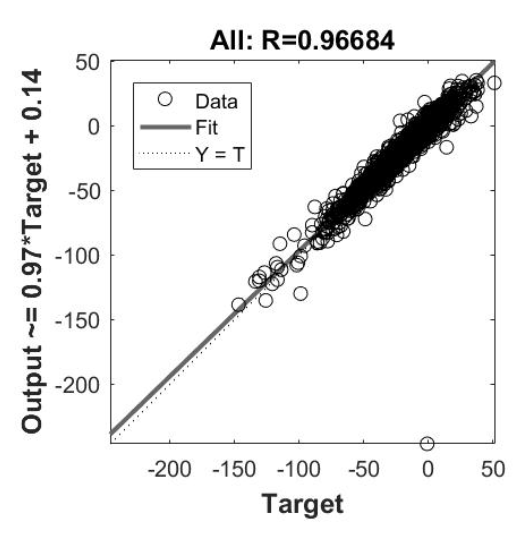 All: R=0.96684
Output ~= 0.97*Target + 0.14
50
0
-50
-100
-150
-200
Data
Fit
Y = T
-200 -150 -100 -50 0 50
Target